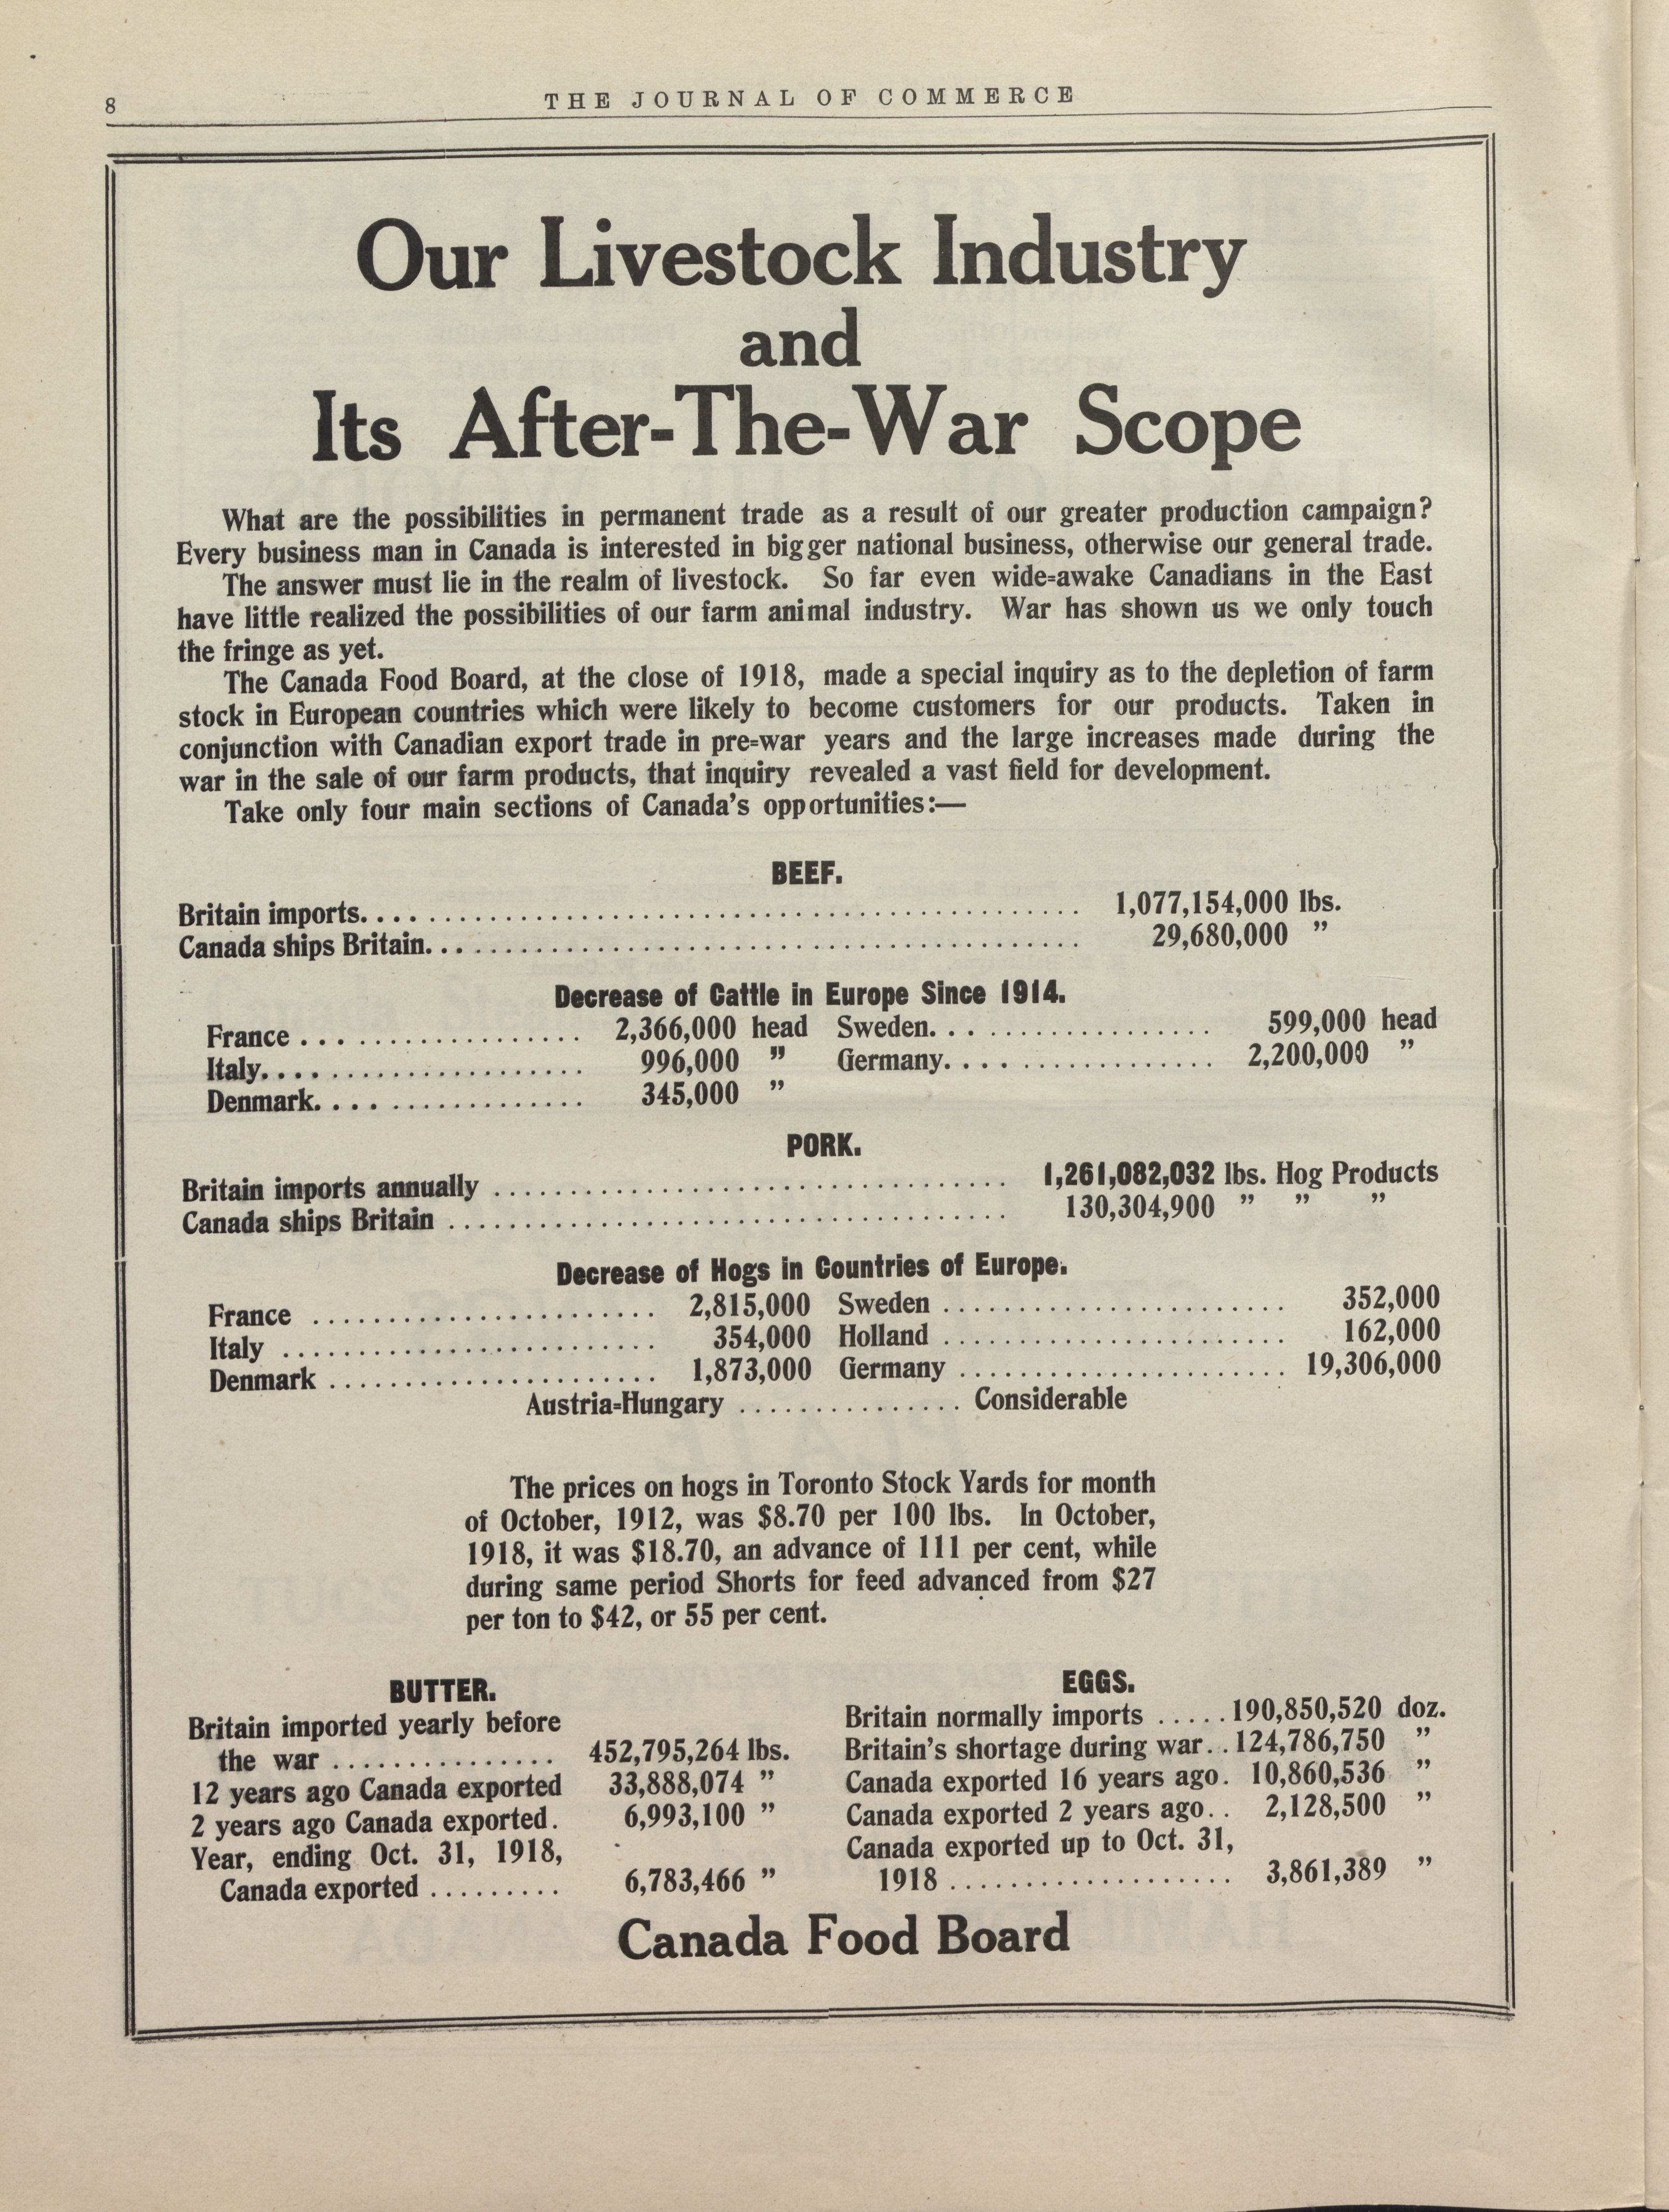 8
THE JOURNAL OF COMMERCE
Our Livestock Industry
and
Its After-The-War Scope
What are the possibilities in permanent trade as a result of our greater production campaign?
Every business man in Canada is interested in bigger national business, otherwise our general trade.
The answer must lie in the realm of livestock. So far even wide=awake Canadians in the East
have little realized the possibilities of our farm animal industry. War has shown us we only touch
the fringe as yet.
The Canada Food Board, at the close of 1918, made a special inquiry as to the depletion of farm
stock in European countries which were likely to become customers for our products. Taken in
conjunction with Canadian export trade in pre=war years and the large increases made during the
war in the sale of our farm products, that inquiry revealed a vast field for development.
Take only four main sections of Canada's opportunities:—
BEEF.
Britain imports.... 1,077,154,000 lbs.
Canada ships Britain... 29,680,000 "
Decrease of Cattle in Europe Since 1914.
France ... 2,366,000 head Sweden... 599,000 head
Italy.... 996,000 " Germany.... 2,200,000 "
Denmark.... 345,000 "
PORK.
Britain imports annually .... 1,261,082,032 lbs. Hog Products
Canada ships Britain .... 130,304,900 " " "
Decrease of Hogs in Countries of Europe.
France .... 2,815,000 Sweden .... 352,000
Italy .... 354,000 Holland .... 162,000
Denmark .... 1,873,000 Germany .... 19,306,000
Austria=Hungary .... Considerable
The prices on hogs in Toronto Stock Yards for month
of October, 1912, was $8.70 per 100 lbs. In October,
1918, it was $18.70, an advance of 111 per cent, while
during same period Shorts for feed advanced from $27
per ton to $42, or 55 per cent.
BUTTER.
Britain imported yearly before
the war .... 452,795,264 lbs.
12 years ago Canada exported 33,888,074 "
2 years ago Canada exported. 6,993,100 "
Year, ending Oct. 31, 1918,
Canada exported .... 6,783,466 "
EGGS.
Britain normally imports ..... 190,850,520 doz.
Britain's shortage during war.. 124,786,750 "
Canada exported 16 years ago. 10,860,536 "
Canada exported 2 years ago.. 2,128,500 "
Canada exported up to Oct. 31,
1918 .... 3,861,389 "
Canada Food Board